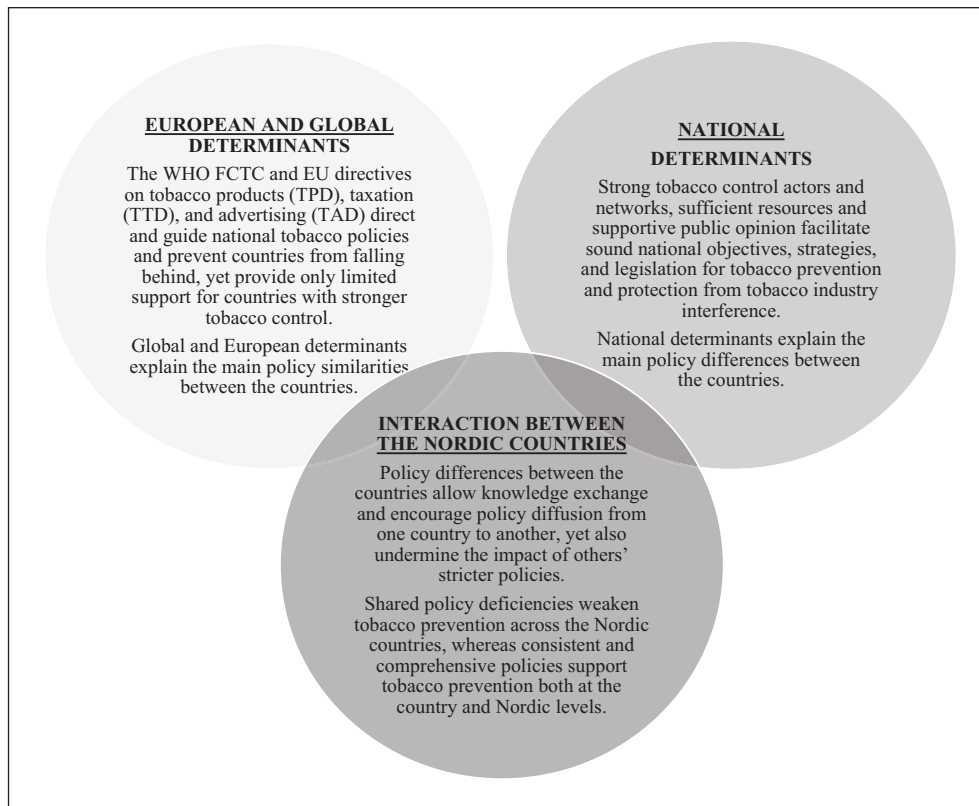 EUROPEAN AND GLOBAL
DETERMINANTS
The WHO FCTC and EU directives
on tobacco products (TPD), taxation
(TTD), and advertising (TAD) direct
and guide national tobacco policies
and prevent countries from falling
behind, yet provide only limited
support for countries with stronger
tobacco control.
Global and European determinants
explain the main policy similarities
between the countries.
NATIONAL
DETERMINANTS
Strong tobacco control actors and
networks, sufficient resources and
supportive public opinion facilitate
sound national objectives, strategies,
and legislation for tobacco prevention
and protection from tobacco industry
interference.
National determinants explain the
main policy differences between
the countries.
INTERACTION BETWEEN
THE NORDIC COUNTRIES
Policy differences between the
countries allow knowledge exchange
and encourage policy diffusion from
one country to another, yet also
undermine the impact of others’
stricter policies.
Shared policy deficiencies weaken
tobacco prevention across the Nordic
countries, whereas consistent and
comprehensive policies support
tobacco prevention both at the
country and Nordic levels.